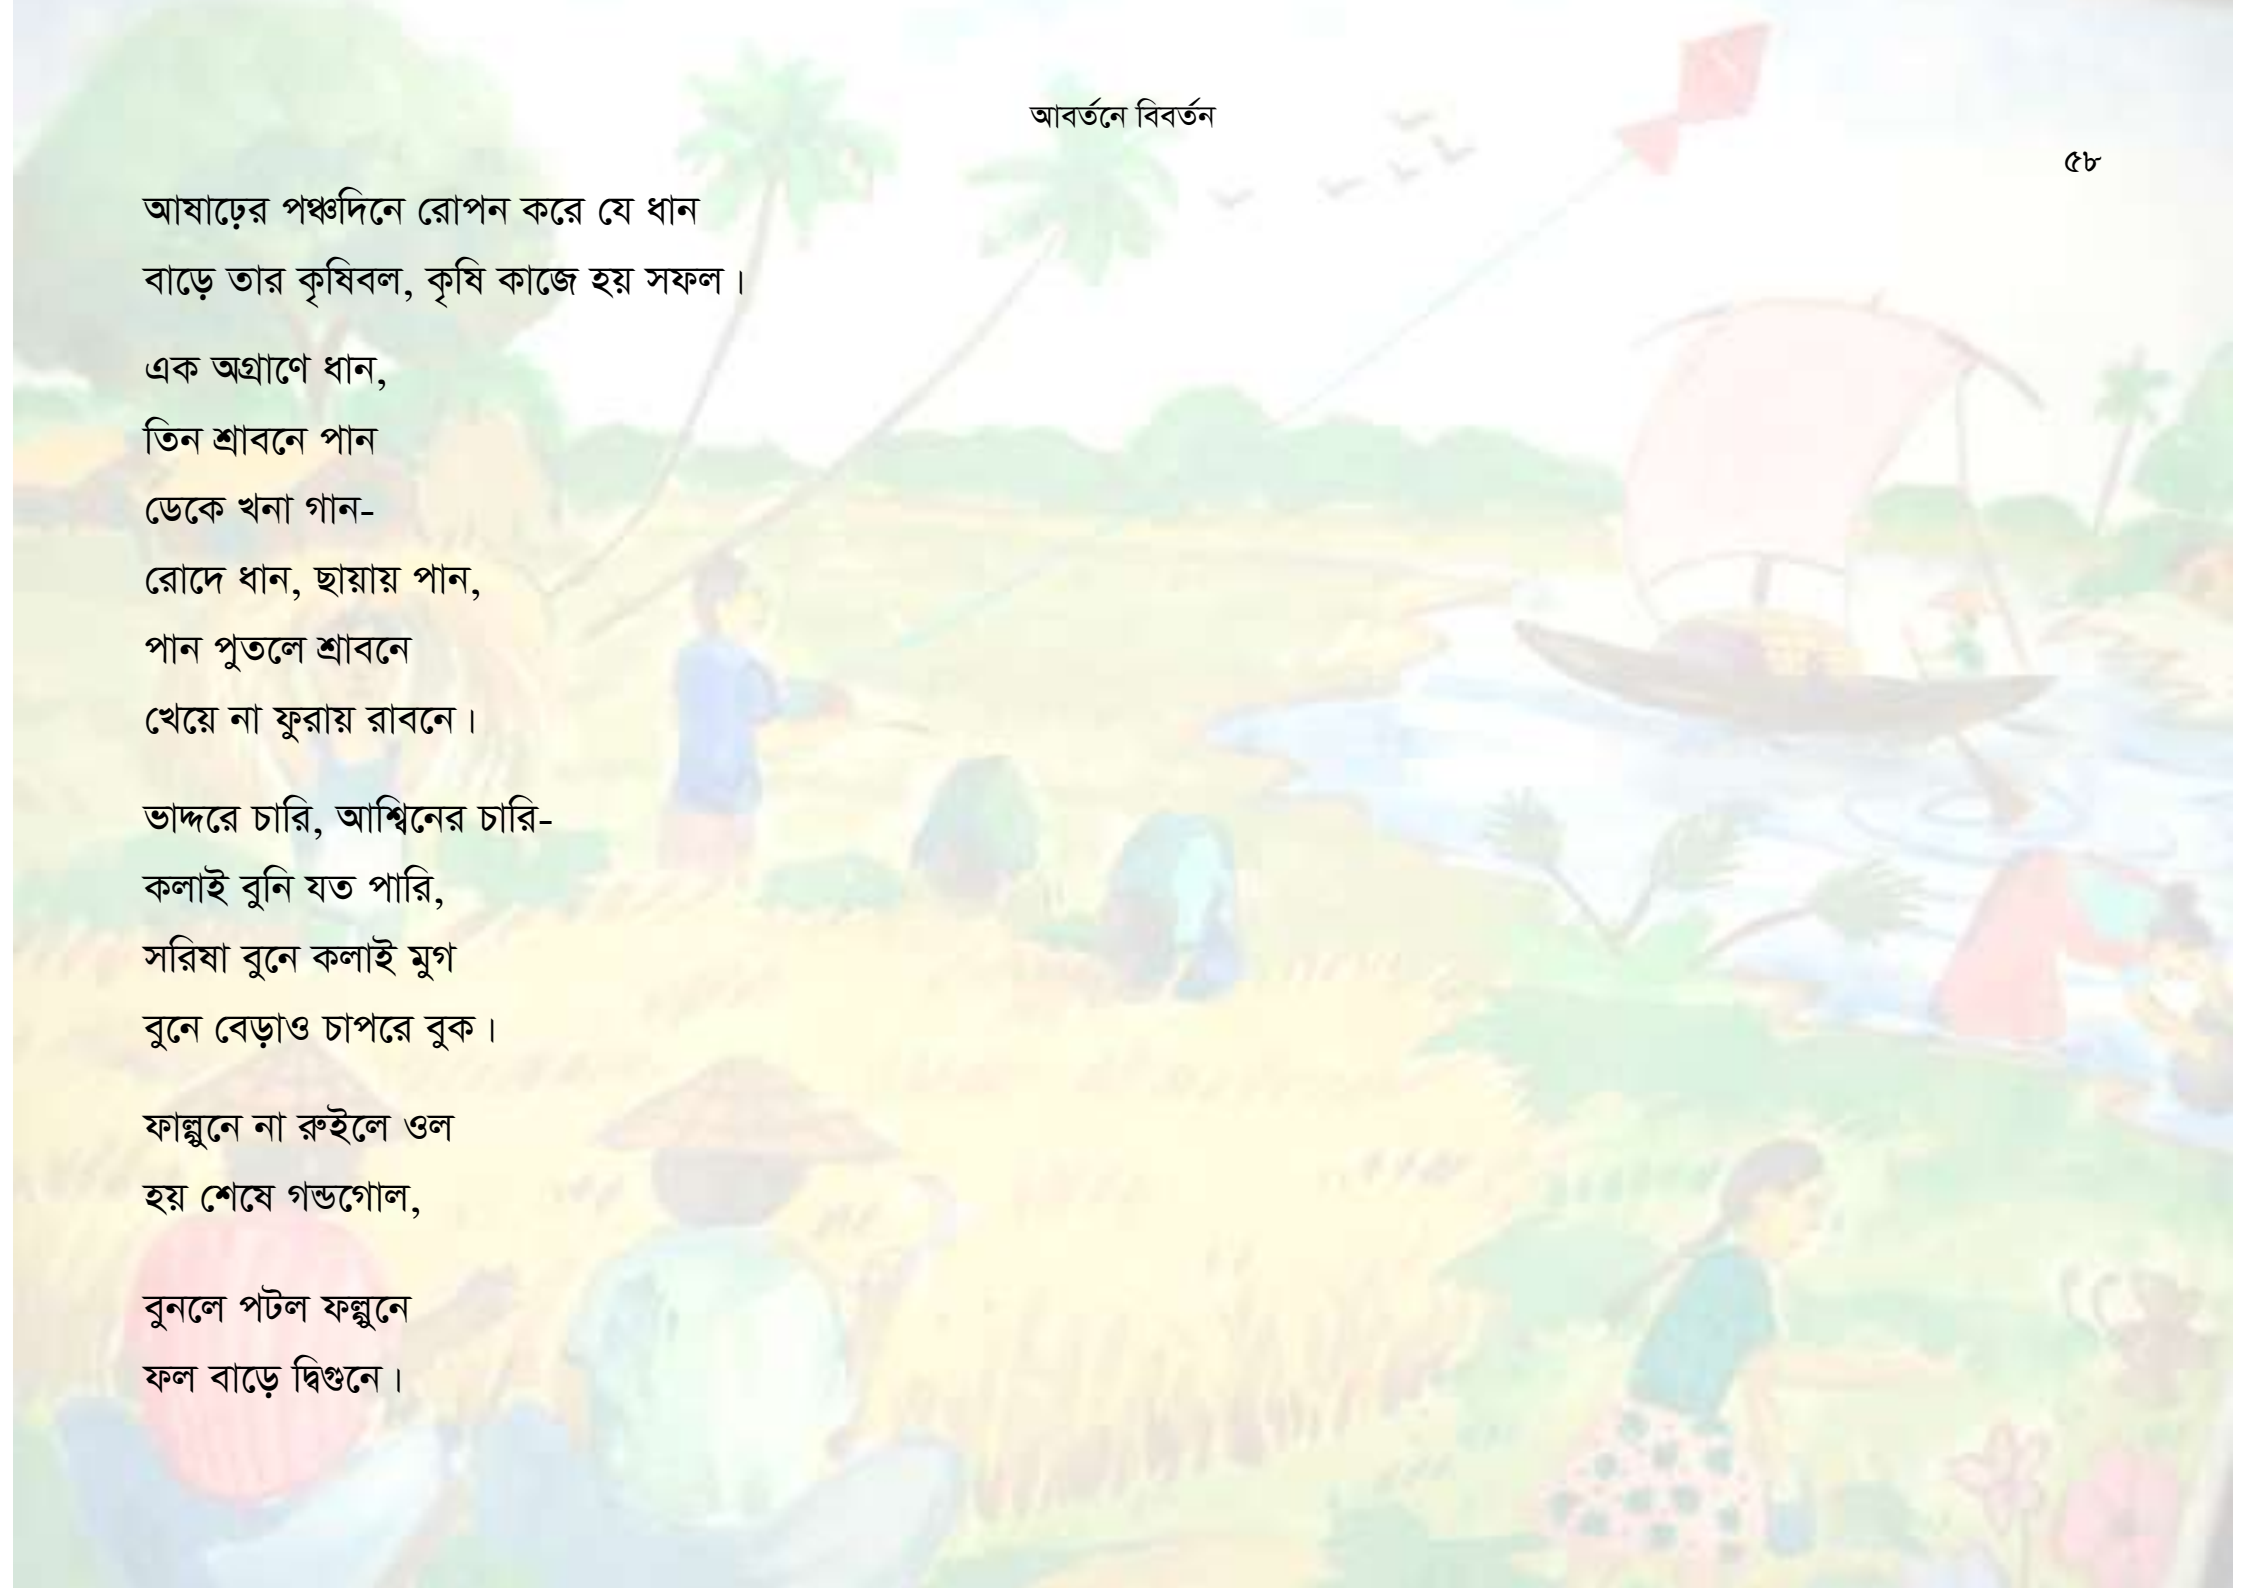 আবর্তনে বিবর্তন
৫৮
আষাঢ়ের পঞ্চদিনে রোপন করে যে ধান
বাড়ে তার কৃষিবল, কৃষি কাজে হয় সফল।
এক অগ্রাণে ধান,
তিন শ্রাবনে পান
ডেকে খনা গান-
রোদে ধান, ছায়ায় পান,
পান পুতলে শ্রাবনে
খেয়ে না ফুরায় রাবনে।
ভাদ্দরে চারি, আশ্বিনের চারি-
কলাই বুনি যত পারি,
সরিষা বুনে কলাই মুগ
বুনে বেড়াও চাপরে বুক।
ফাল্গুনে না রুইলে ওল
হয় শেষে গন্ডগোল,
বুনলে পটল ফল্গুনে
ফল বাড়ে দ্বিগুনে।